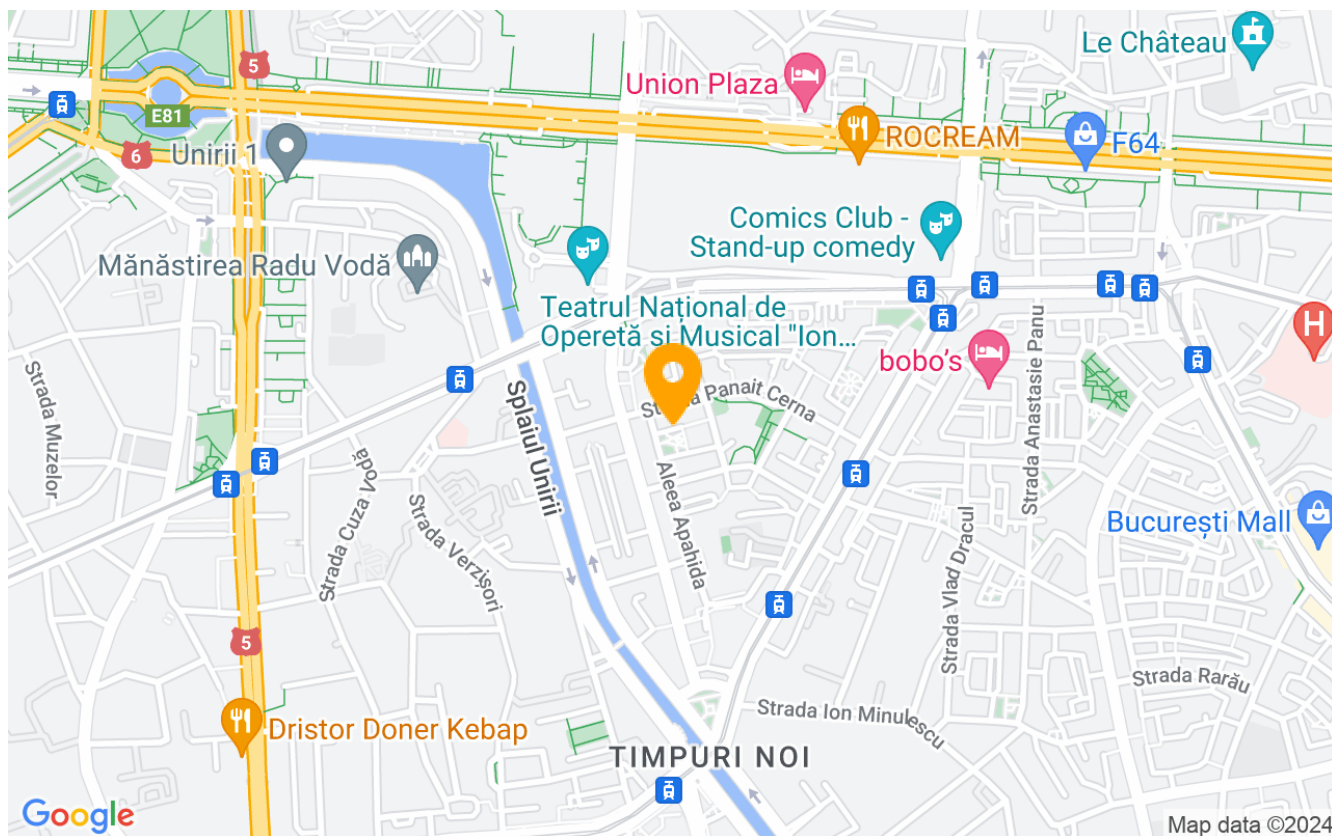 Le Château
5
Union Plaza
E81
ROCREAM
F64
6
Unirii 1
Comics Club -
Stand-up comedy
Mănăstirea Radu Vodă
Teatrul Național de
Operetă și Musical "Ion...
H
bobo's
Strada Panait Cerna
Strada Anastasie Panu
Strada Muzelor
Splaiul Unirii
Strada Cuza Vodă
Aleea Apahida
Strada Verzișori
București Mall
Strada Vlad Dracul
5
Strada Rarău
Strada Ion Minulescu
Dristor Doner Kebap
TIMPURI NOI
Google
Map data ©2024